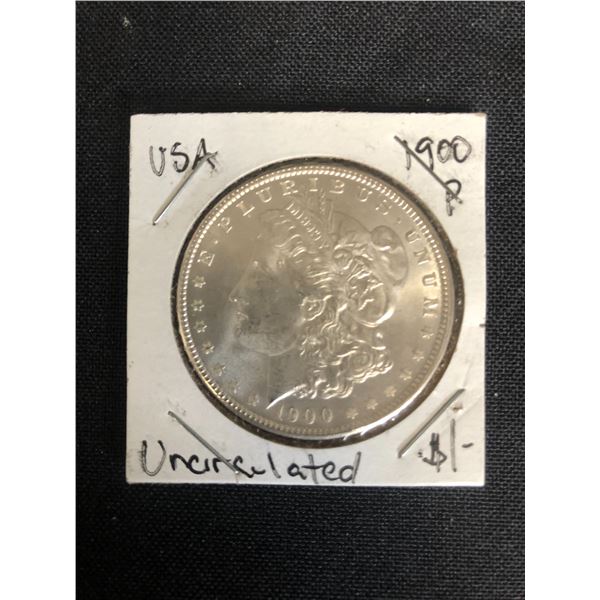 USA
1900
P
E·PLURIBUS·UNUM
1900
Uncirculated
$1-